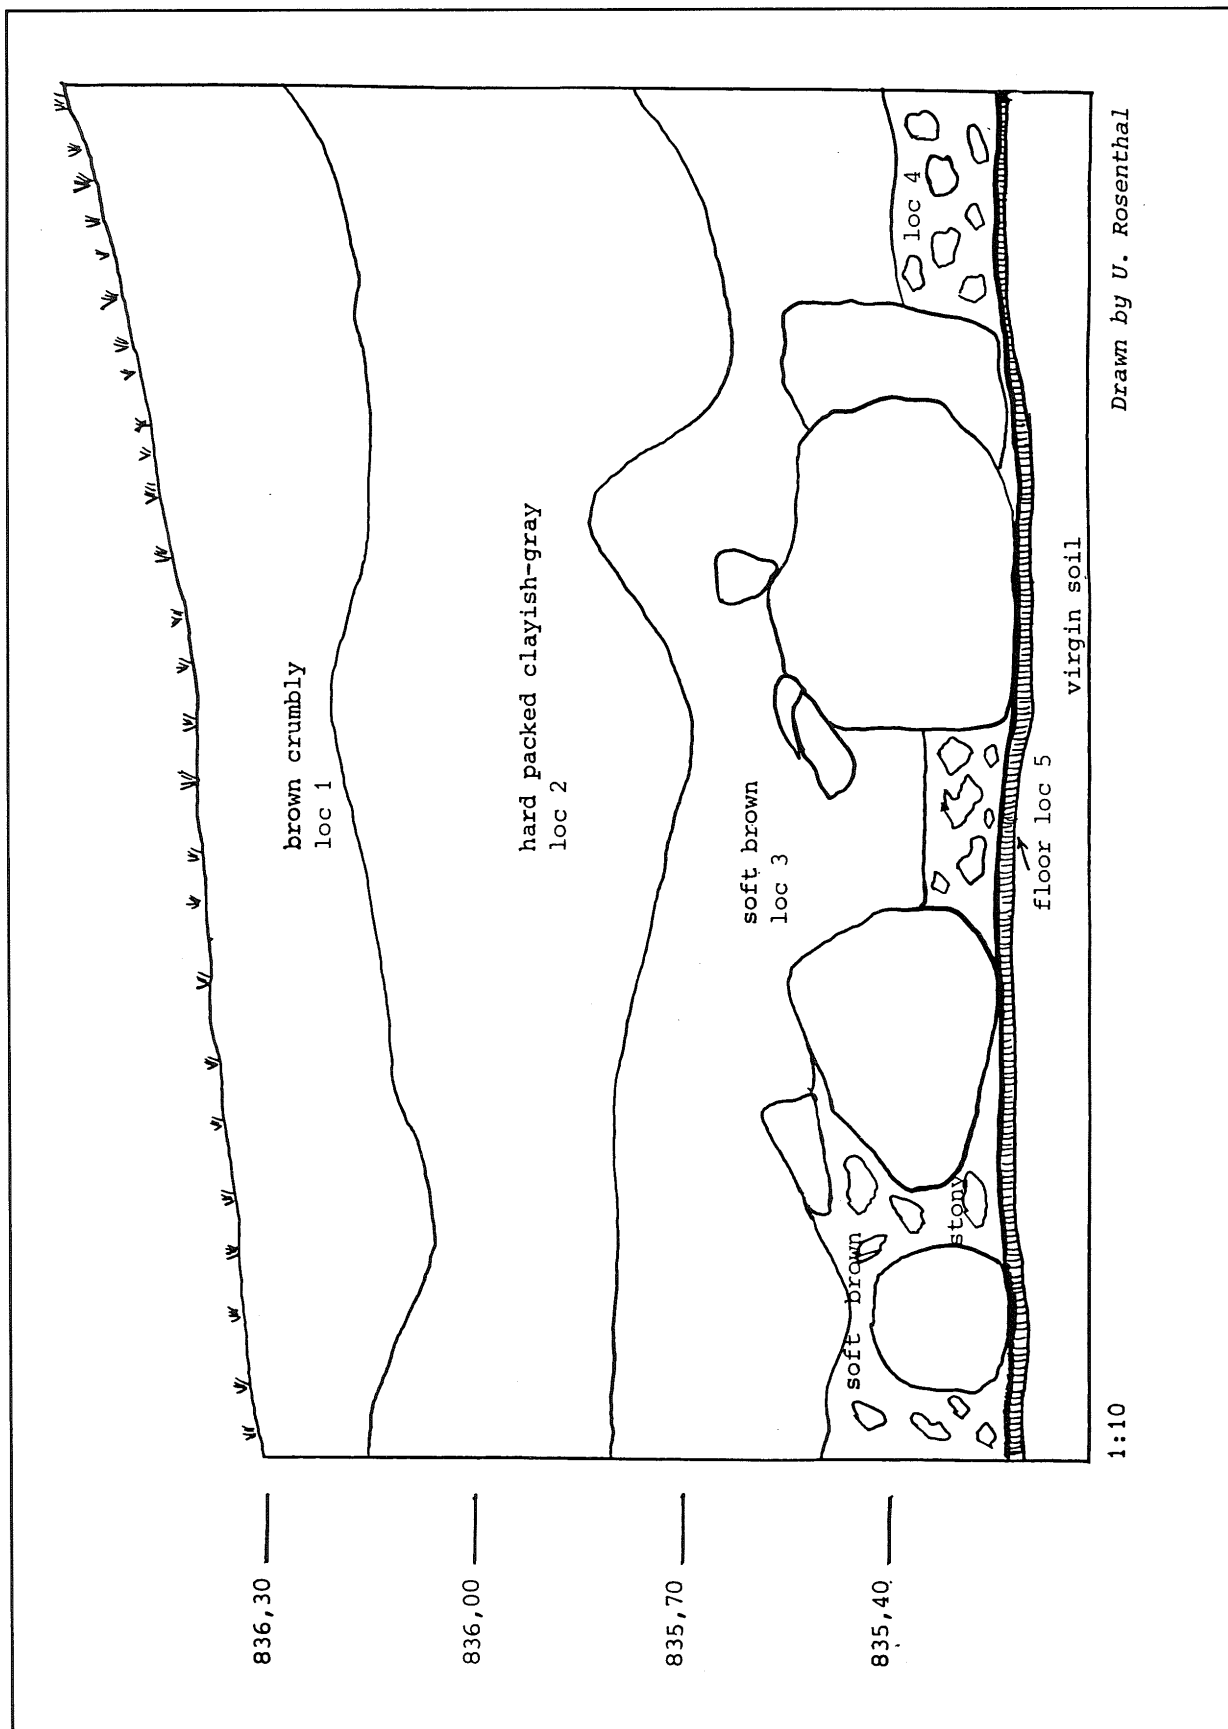 836,30
836,00
835,70
835,40
brown crumbly
loc 1
hard packed clayish-gray
loc 2
soft brown
loc 3
loc 4
soft brown
stony
floor loc 5
virgin soil
1:10
Drawn by U. Rosenthal